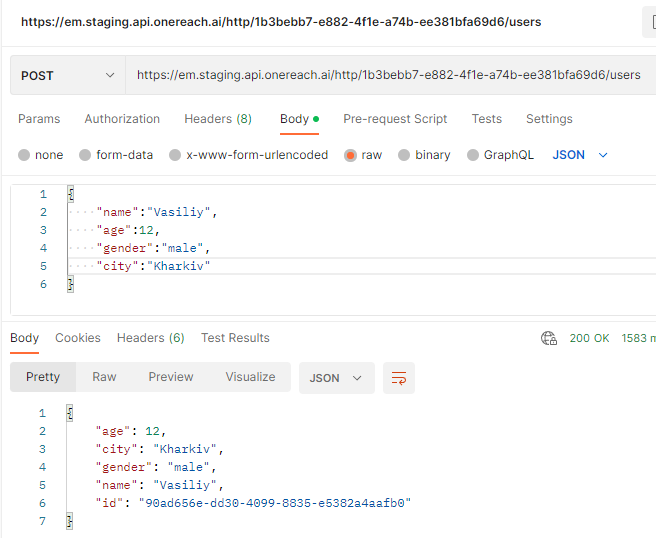 https://em.staging.api.onereach.ai/http/1b3bebb7-e882-4f1e-a74b-ee381bfa69d6/users
POST https://em.staging.api.onereach.ai/http/1b3bebb7-e882-4f1e-a74b-ee381bfa69d6/users
Params Authorization Headers (8) Body Pre-request Script Tests Settings
none form-data x-www-form-urlencoded raw binary GraphQL JSON
1 {
2 "name":"Vasiliy",
3 "age":12,
4 "gender":"male",
5 "city":"Kharkiv"
6 }
Body Cookies Headers (6) Test Results 200 OK 1583 m
Pretty Raw Preview Visualize JSON
1 {
2 "age": 12,
3 "city": "Kharkiv",
4 "gender": "male",
5 "name": "Vasiliy",
6 "id": "90ad656e-dd30-4099-8835-e5382a4aafb0"
7 }